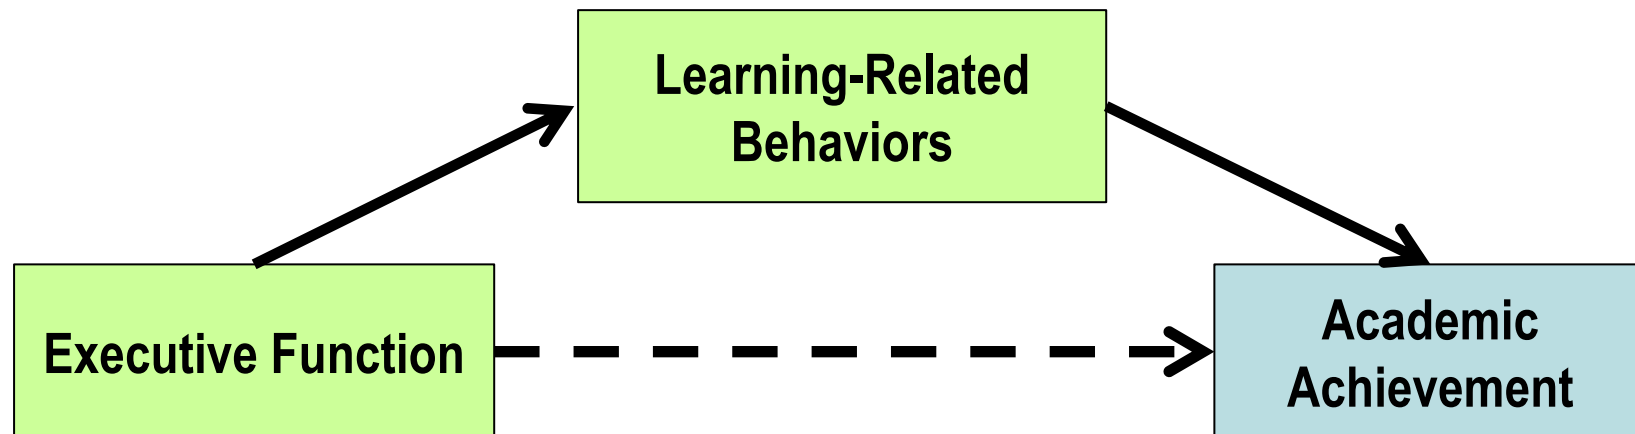 Learning-Related
Behaviors
Executive Function
Academic
Achievement